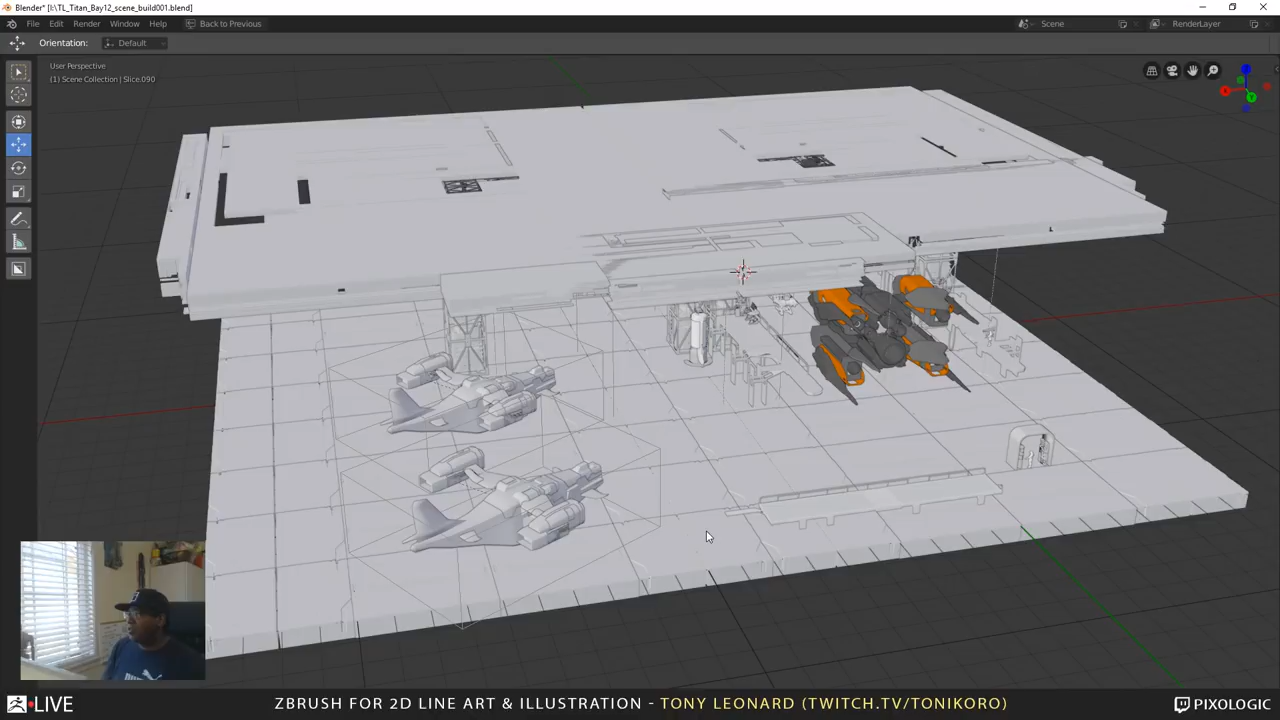 Blender* [I:\TL_Titan_Bay12_scene_build001.blend]
File Edit Render Window Help Back to Previous Scene RenderLayer
Orientation: Default
User Perspective
(1) Scene Collection | Slice.090
LIVE ZBRUSH FOR 2D LINE ART & ILLUSTRATION - TONY LEONARD (TWITCH.TV/TONIKORO) PIXOLOGIC